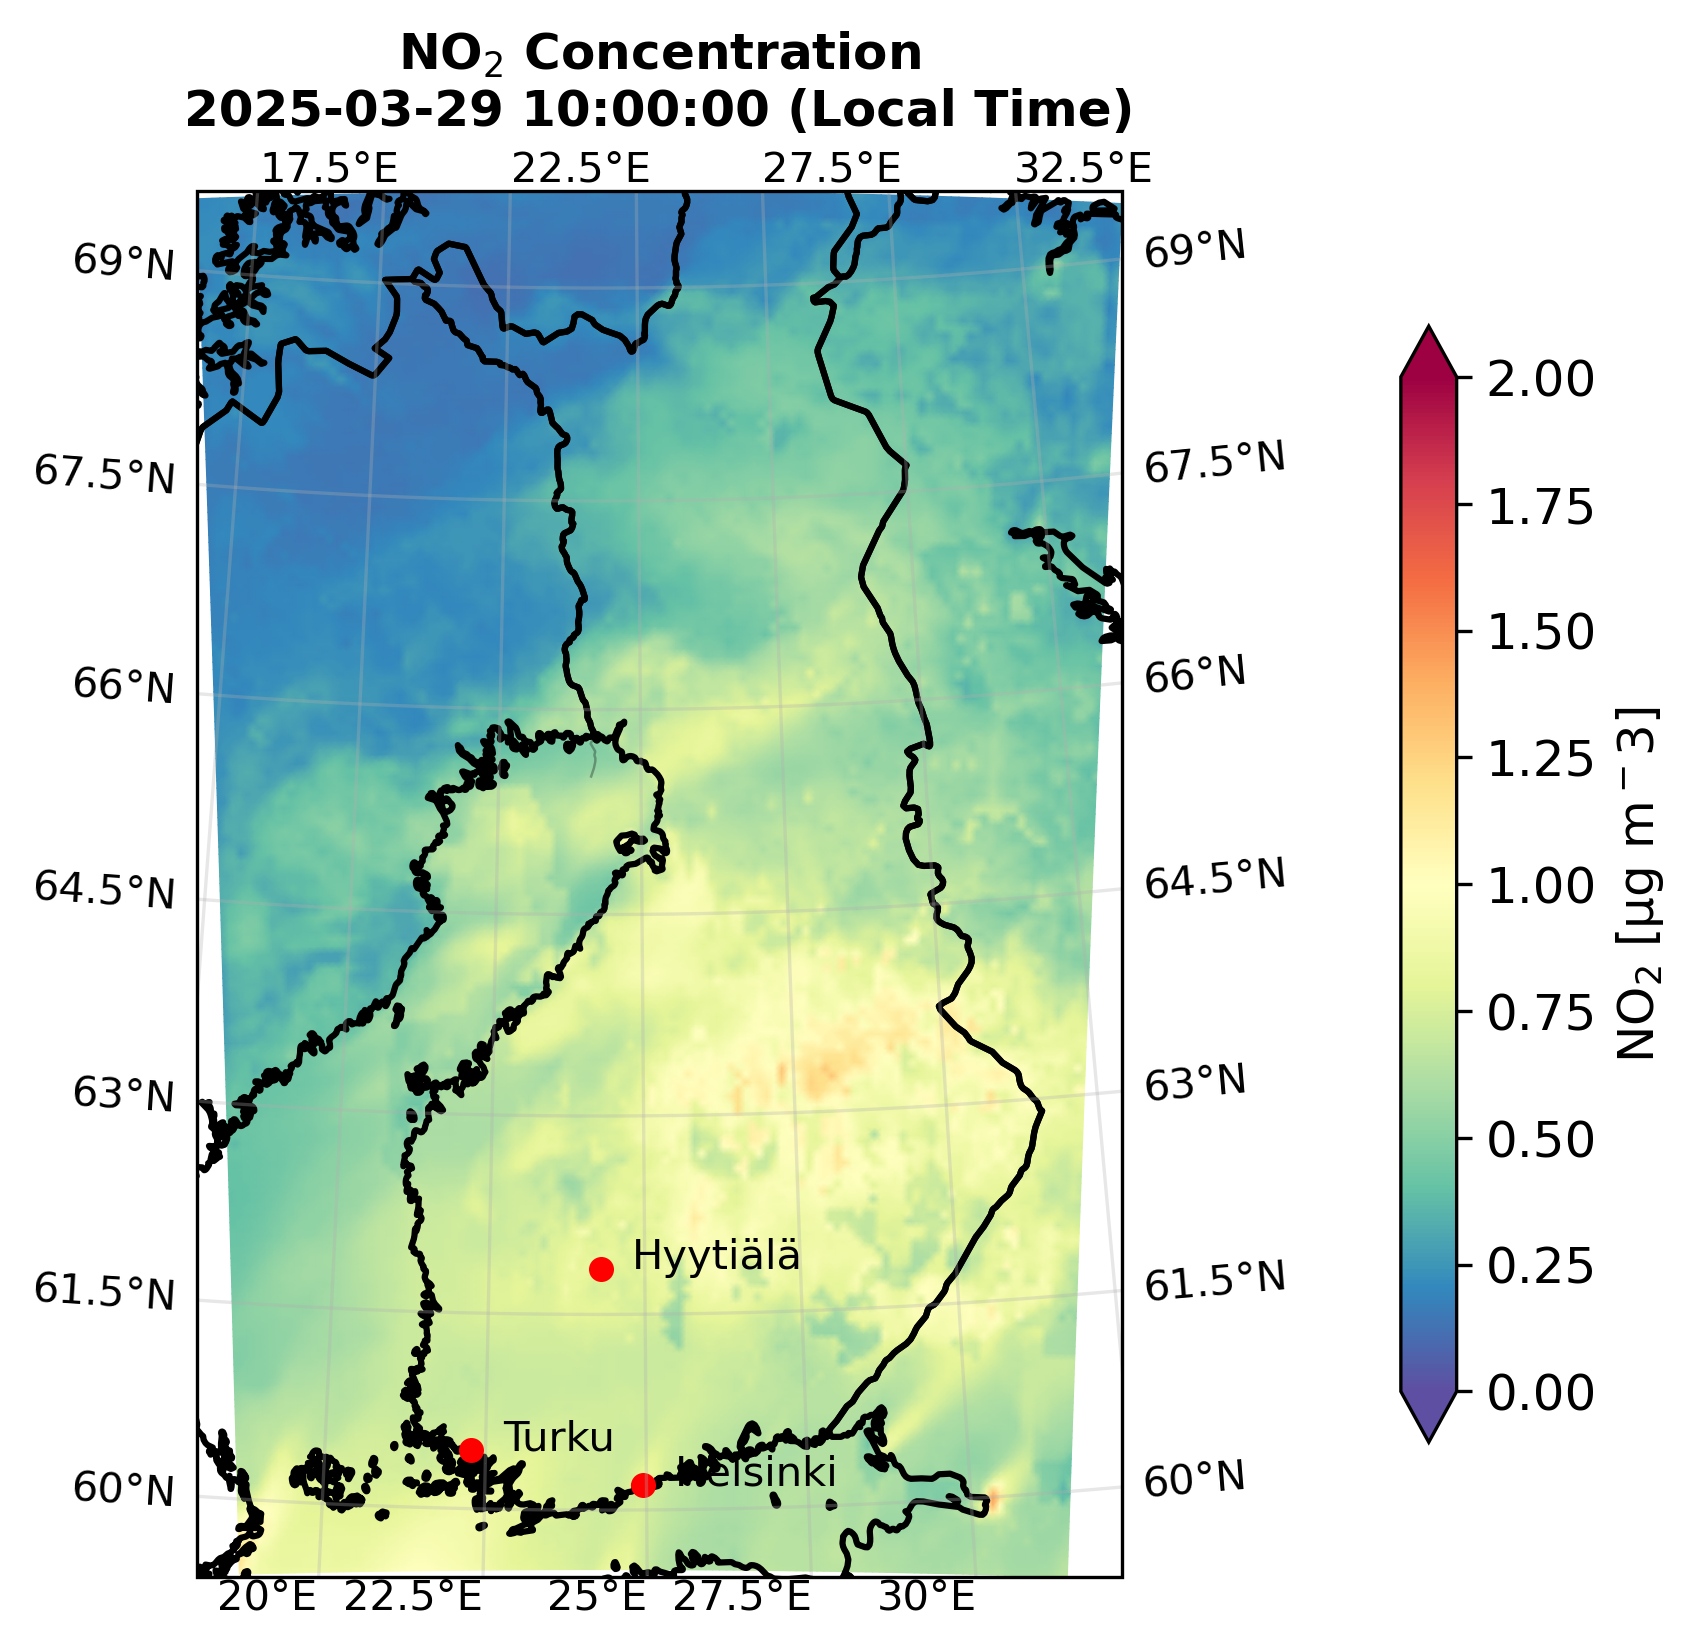 NO₂ Concentration
2025-03-29 10:00:00 (Local Time)
17.5°E 22.5°E 27.5°E 32.5°E
69°N 69°N
67.5°N 67.5°N
66°N 66°N
64.5°N 64.5°N
63°N 63°N
61.5°N 61.5°N
60°N 60°N
Hyytiälä
Turku
Helsinki
20°E 22.5°E 25°E 27.5°E 30°E
2.00
1.75
1.50
1.25
1.00
0.75
0.50
0.25
0.00
NO₂ [µg m⁻3]